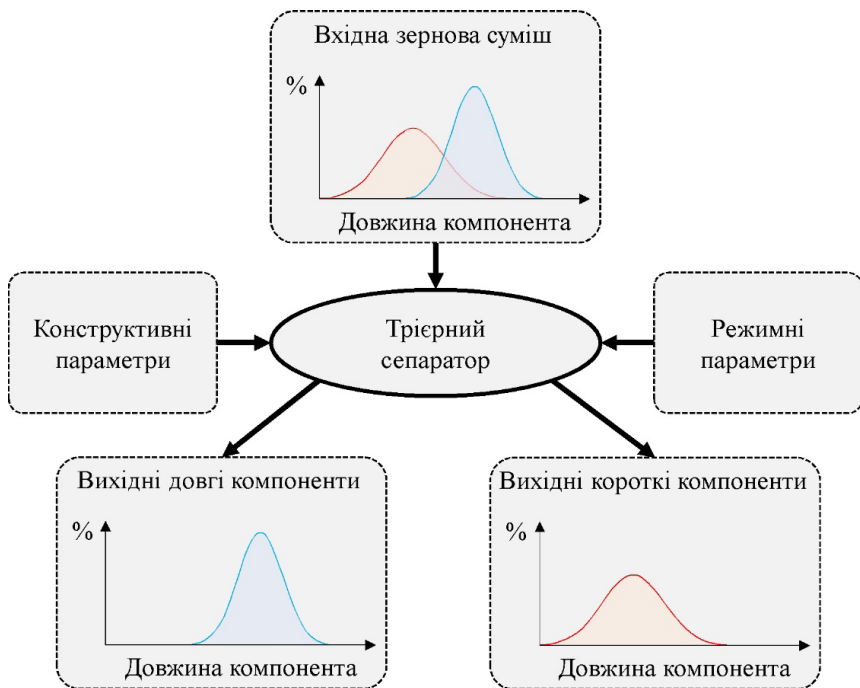 Вхідна зернова суміш
%
Довжина компонента
Конструктивні
параметри
Трієрний
сепаратор
Режимні
параметри
Вихідні довгі компоненти
%
Довжина компонента
Вихідні короткі компоненти
%
Довжина компонента